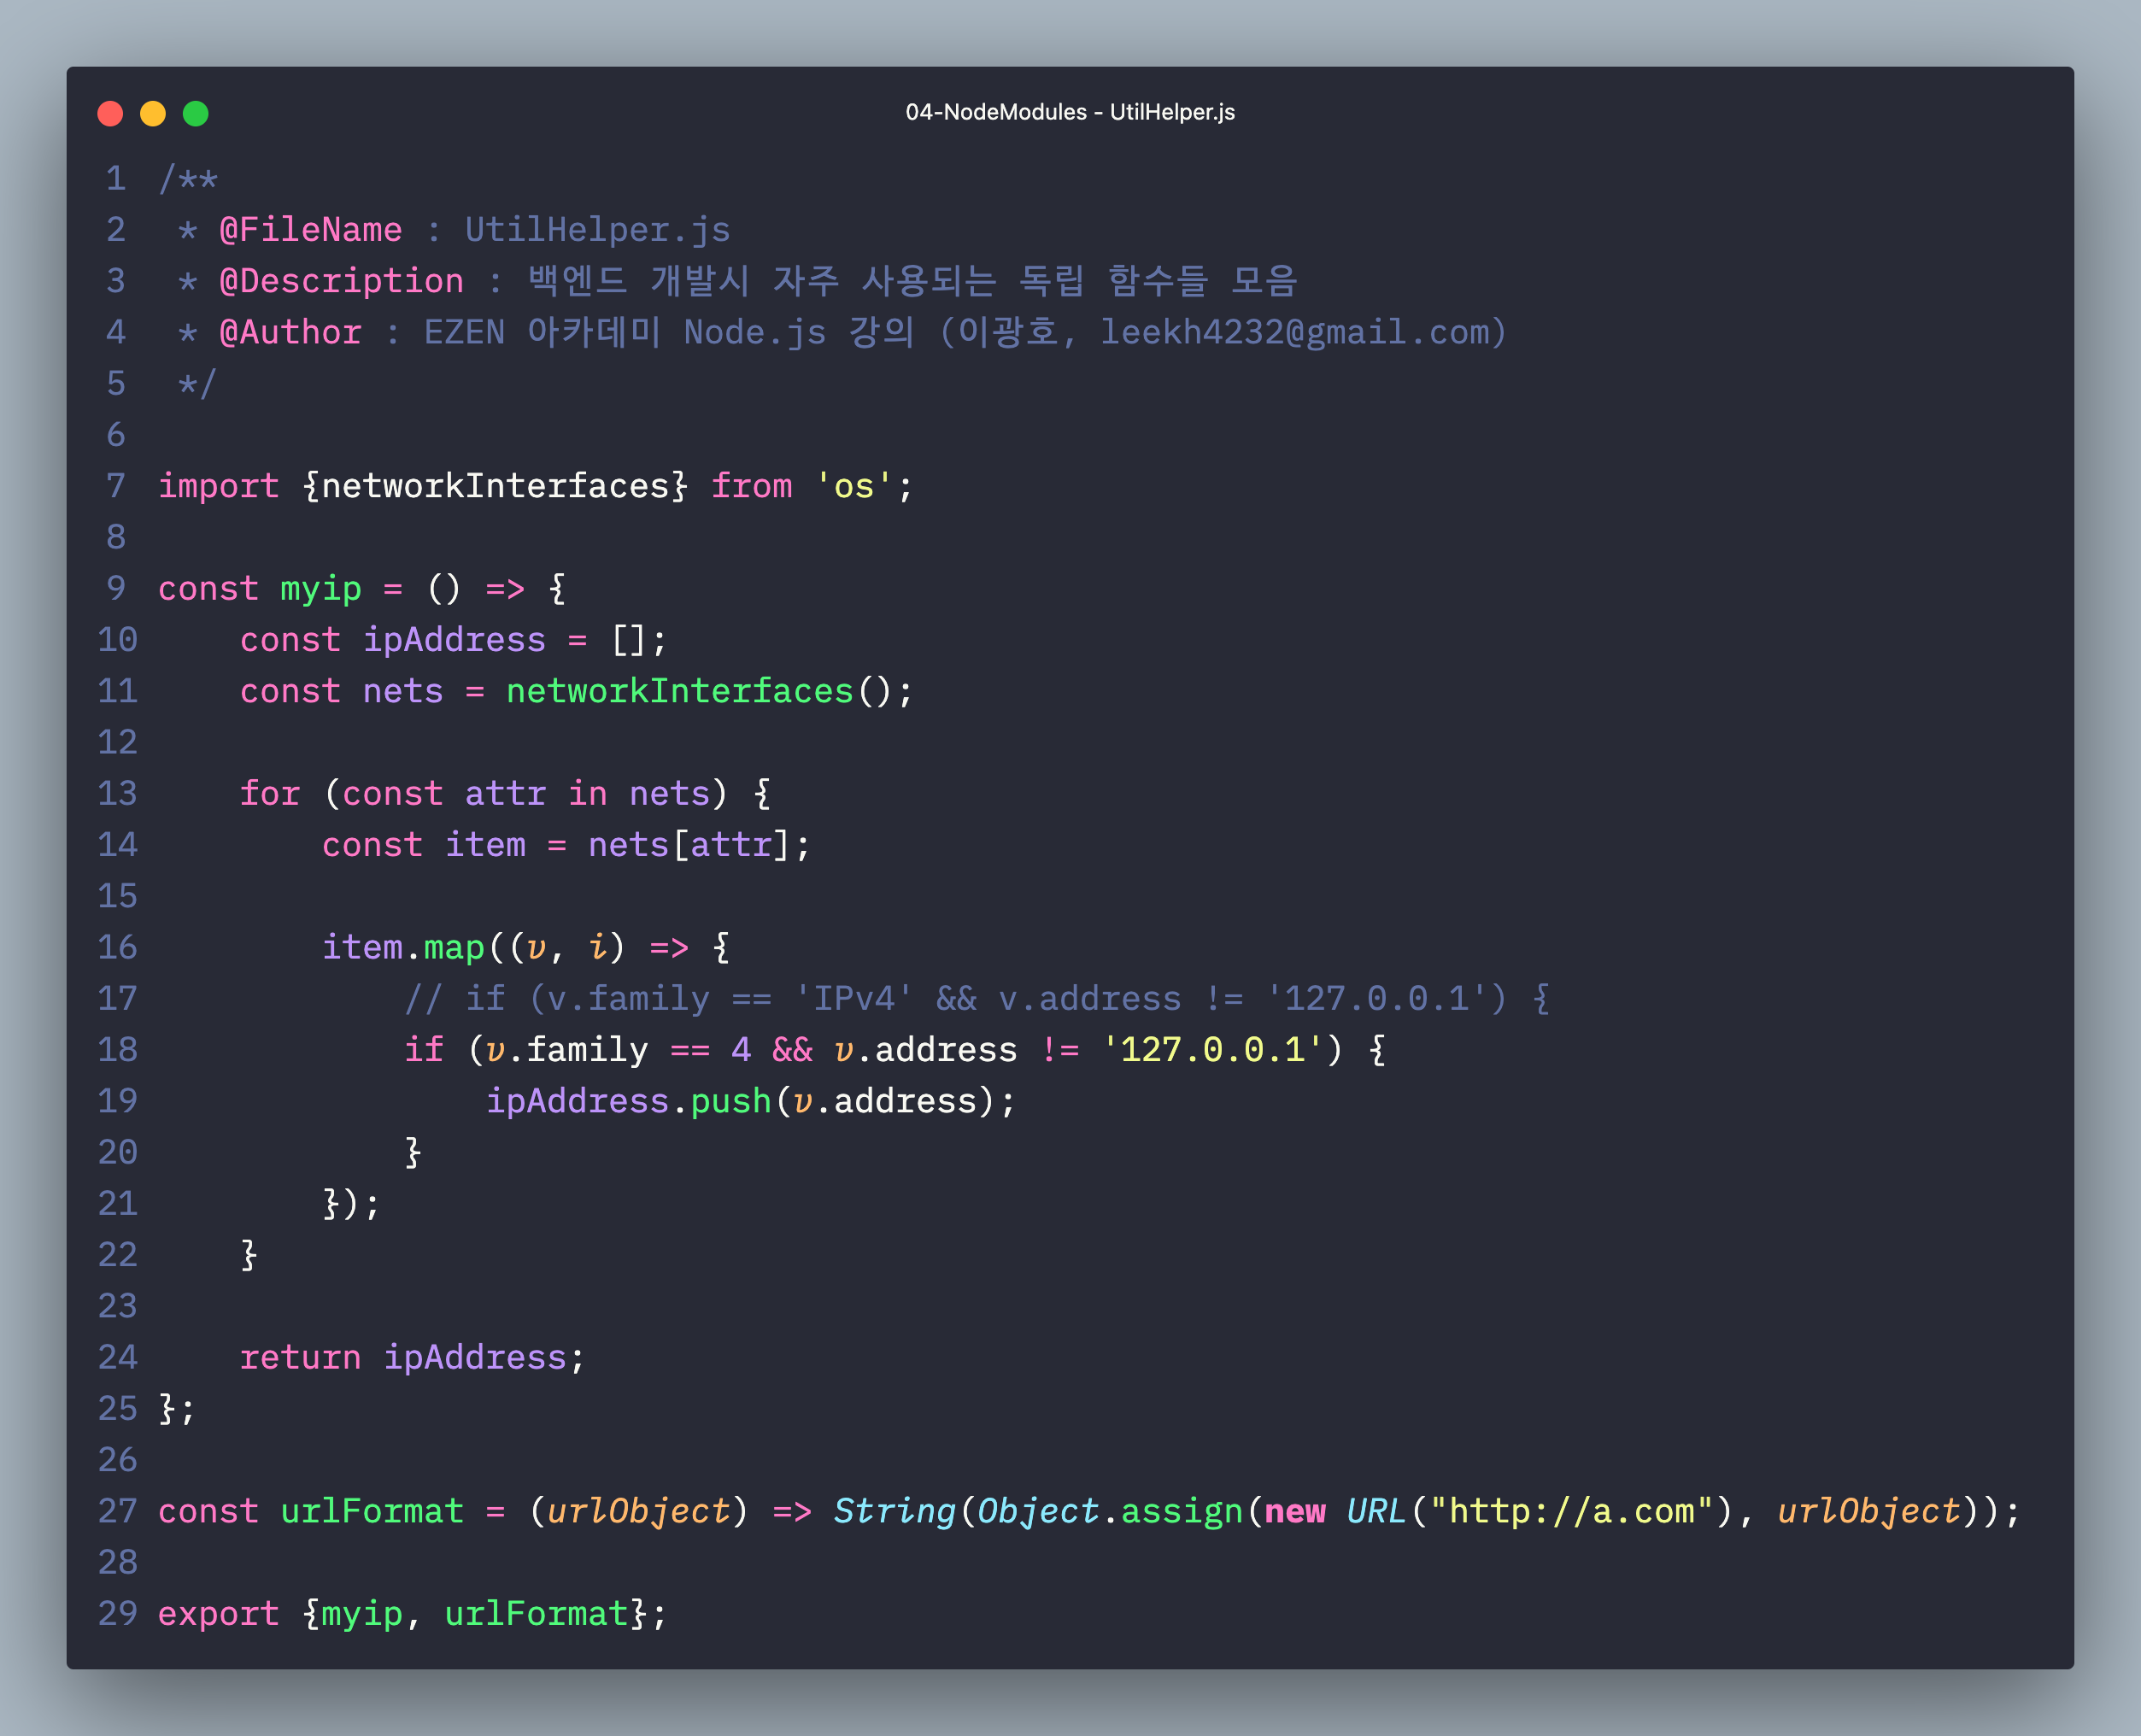 04-NodeModules - UtilHelper.js
1 /**
2  * @FileName : UtilHelper.js
3  * @Description : 백엔드 개발시 자주 사용되는 독립 함수들 모음
4  * @Author : EZEN 아카데미 Node.js 강의 (이광호, leekh4232@gmail.com)
5  */
6
7 import {networkInterfaces} from 'os';
8
9 const myip = () => {
10     const ipAddress = [];
11     const nets = networkInterfaces();
12
13     for (const attr in nets) {
14         const item = nets[attr];
15
16         item.map((v, i) => {
17             // if (v.family == 'IPv4' && v.address != '127.0.0.1') {
18             if (v.family == 4 && v.address != '127.0.0.1') {
19                 ipAddress.push(v.address);
20             }
21         });
22     }
23
24     return ipAddress;
25 };
26
27 const urlFormat = (urlObject) => String(Object.assign(new URL("http://a.com"), urlObject));
28
29 export {myip, urlFormat};